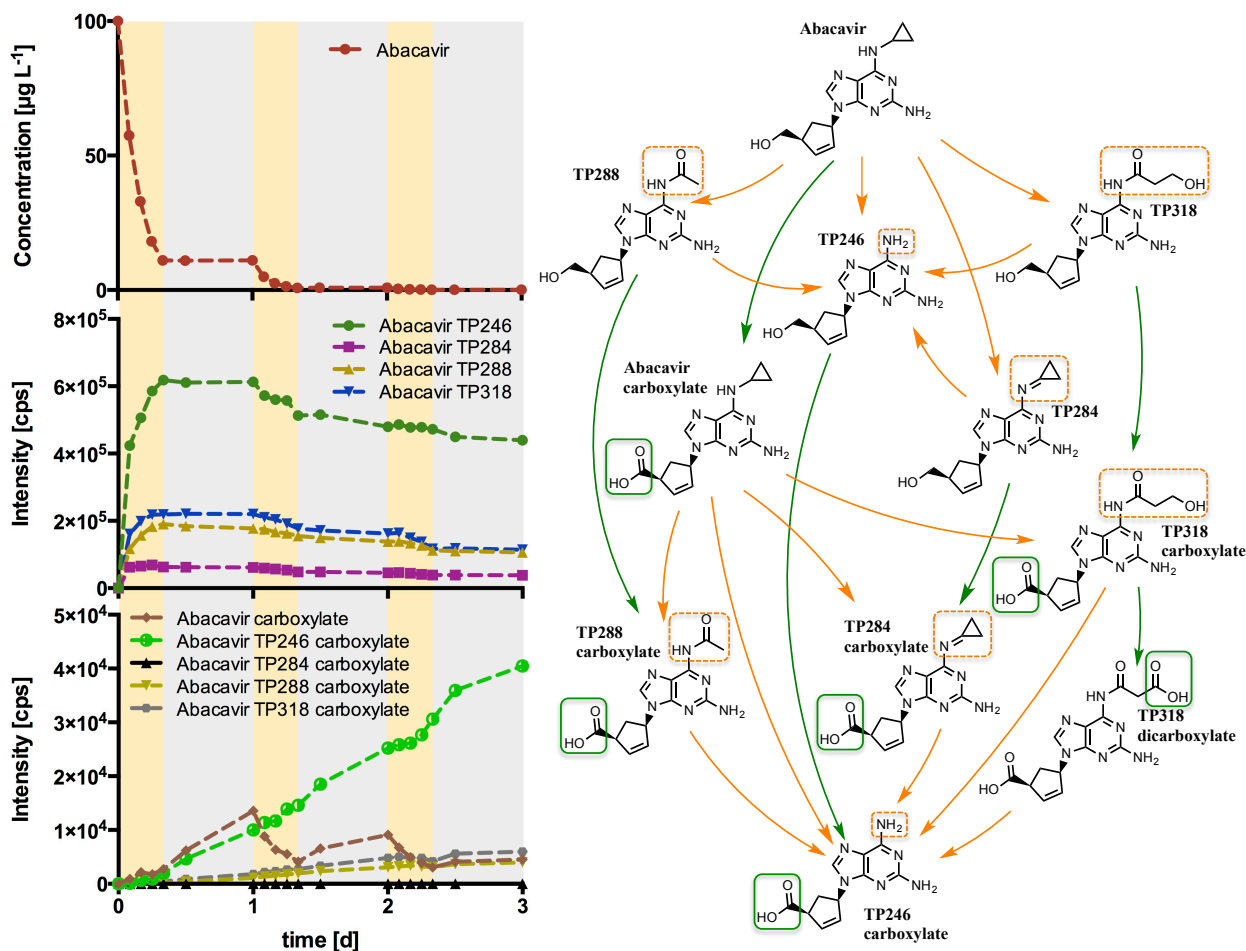 Concentration [µg L⁻¹]
100
50
0
Abacavir
Intensity [cps]
8×10⁵
6×10⁵
4×10⁵
2×10⁵
0
Abacavir TP246
Abacavir TP284
Abacavir TP288
Abacavir TP318
Intensity [cps]
5×10⁴
4×10⁴
3×10⁴
2×10⁴
1×10⁴
0
Abacavir carboxylate
Abacavir TP246 carboxylate
Abacavir TP284 carboxylate
Abacavir TP288 carboxylate
Abacavir TP318 carboxylate
0 1 2 3
time [d]
Abacavir
HN
N
N
N
N
NH₂
HO
TP288
O
HN
N
N
N
N
NH₂
HO
TP246
NH₂
N
N
N
N
NH₂
HO
O
HN
OH
TP318
N
N
N
N
NH₂
HO
Abacavir
carboxylate
HN
N
N
N
N
NH₂
O
HO
N
TP284
N
N
N
N
NH₂
HO
O
HN
OH
TP318
carboxylate
N
N
N
N
NH₂
O
HO
TP288
carboxylate
O
HN
N
N
N
N
NH₂
O
HO
TP284
carboxylate
N
N
N
N
N
NH₂
O
HO
O
O
OH
HN
TP318
dicarboxylate
N
N
N
N
NH₂
O
HO
NH₂
N
N
N
N
NH₂
O
HO
TP246
carboxylate